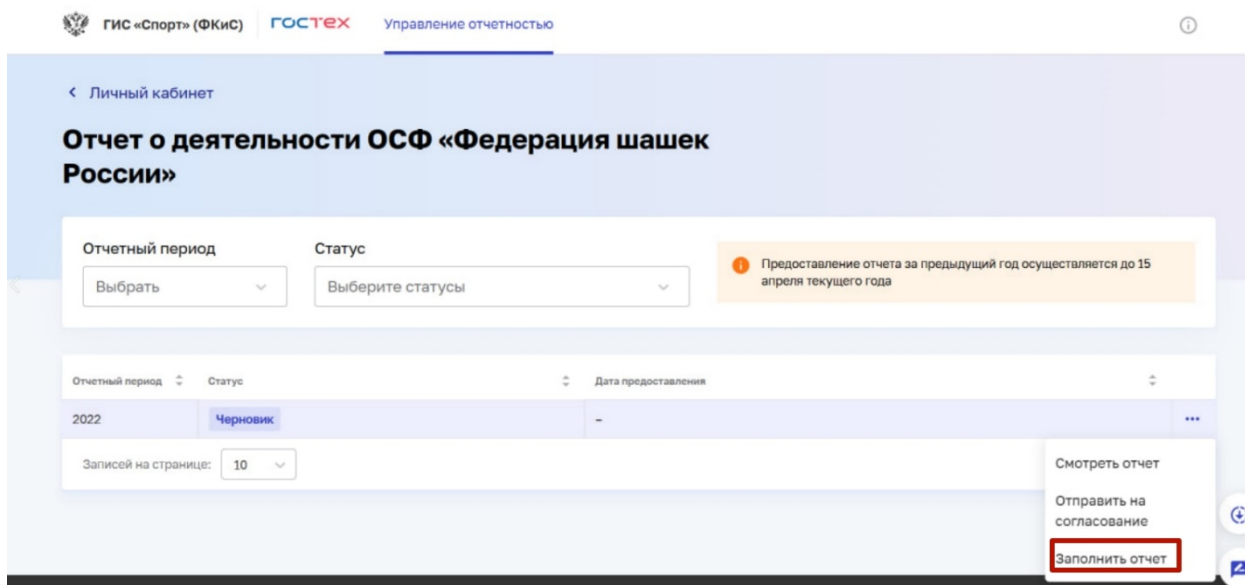 ГИС «Спорт» (ФКиС) ГОСТЕХ Управление отчетностью
Личный кабинет
Отчет о деятельности ОСФ «Федерация шашек
России»
Отчетный период Статус
Выбрать Выберите статусы
Предоставление отчета за предыдущий год осуществляется до 15
апреля текущего года
Отчетный период Статус Дата предоставления
2022 Черновик –
Записей на странице: 10
Смотреть отчет
Отправить на
согласование
Заполнить отчет